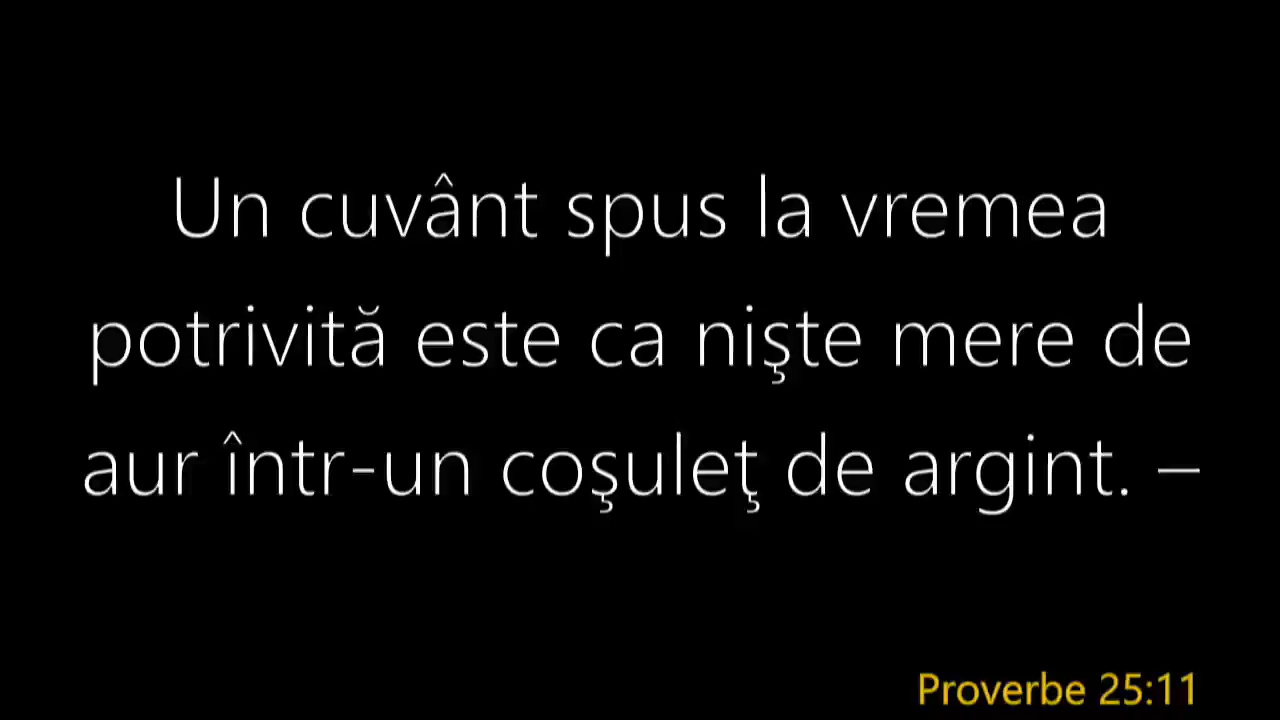 Un cuvânt spus la vremea
potrivită este ca nişte mere de
aur într-un coşuleţ de argint. –
Proverbe 25:11